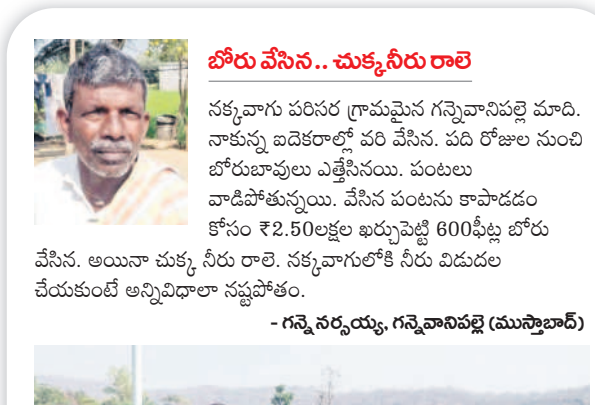 బోరు వేసిన.. చుక్కనీరు రాలె
నక్కవాగు పరిసర గ్రామమైన గన్నెవానిపల్లె మాది.
నాకున్న ఐదెకరాల్లో వరి వేసిన. పది రోజుల నుంచి
బోరుబావులు ఎత్తేసినయి. పంటలు
వాడిపోతున్నయి. వేసిన పంటను కాపాడడం
కోసం ₹2.50లక్షల ఖర్చుపెట్టి 600ఫీట్ల బోరు
వేసిన. అయినా చుక్క నీరు రాలె. నక్కవాగులోకి నీరు విడుదల
చేయకుంటే అన్నివిధాలా నష్టపోతం.
- గన్నె నర్సయ్య, గన్నెవానిపల్లె (ముస్తాబాద్)